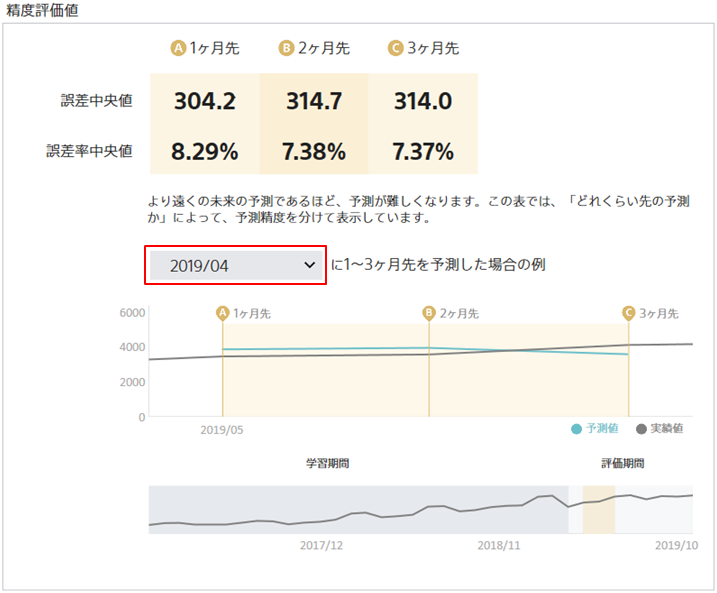 精度評価値
A 1ヶ月先 B 2ヶ月先 C 3ヶ月先
誤差中央値 304.2 314.7 314.0
誤差率中央値 8.29% 7.38% 7.37%
より遠くの未来の予測であるほど、予測が難しくなります。この表では、「どれくらい先の予測
か」によって、予測精度を分けて表示しています。
2019/04 に1〜3ヶ月先を予測した場合の例
A 1ヶ月先 B 2ヶ月先 C 3ヶ月先
6000
4000
2000
0
2019/05
予測値 実績値
学習期間 評価期間
2017/12 2018/11 2019/10